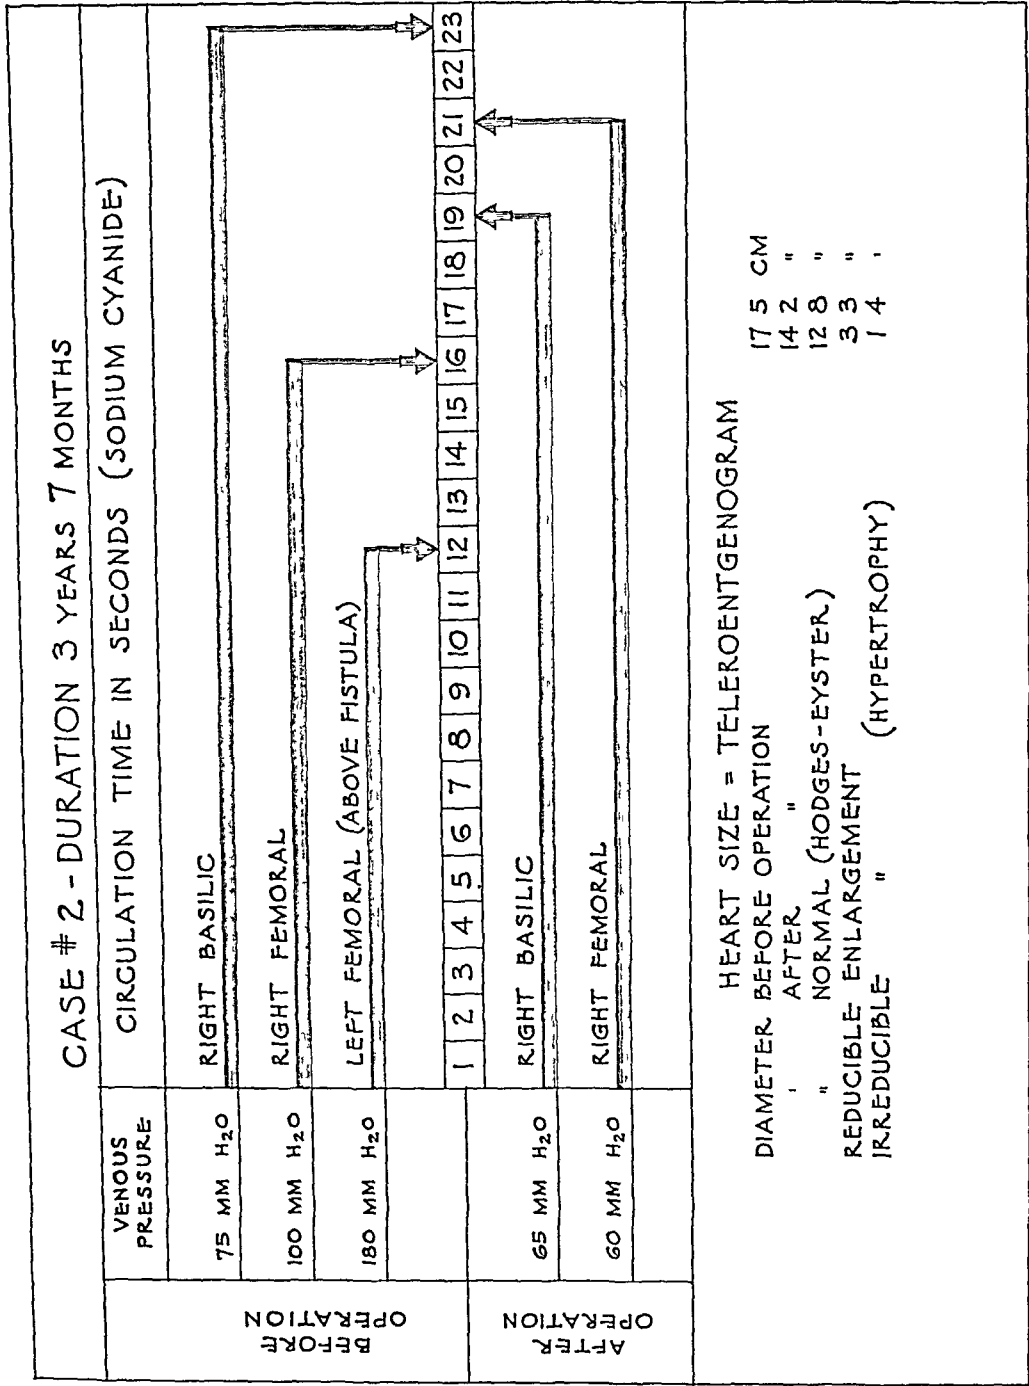 CASE # 2 - DURATION 3 YEARS 7 MONTHS
VENOUS PRESSURE
CIRCULATION TIME IN SECONDS (SODIUM CYANIDE)
BEFORE OPERATION
75 MM H₂O RIGHT BASILIC
100 MM H₂O RIGHT FEMORAL
180 MM H₂O LEFT FEMORAL (ABOVE FISTULA)
1 2 3 4 5 6 7 8 9 10 11 12 13 14 15 16 17 18 19 20 21 22 23
AFTER OPERATION
65 MM H₂O RIGHT BASILIC
60 MM H₂O RIGHT FEMORAL
HEART SIZE = TELEROENTGENOGRAM
DIAMETER BEFORE OPERATION 17 5 CM
' AFTER " 14 2 "
" NORMAL (HODGES-EYSTER) 12 8 "
REDUCIBLE ENLARGEMENT 3 3 "
IRREDUCIBLE " (HYPERTROPHY) 1 4 '